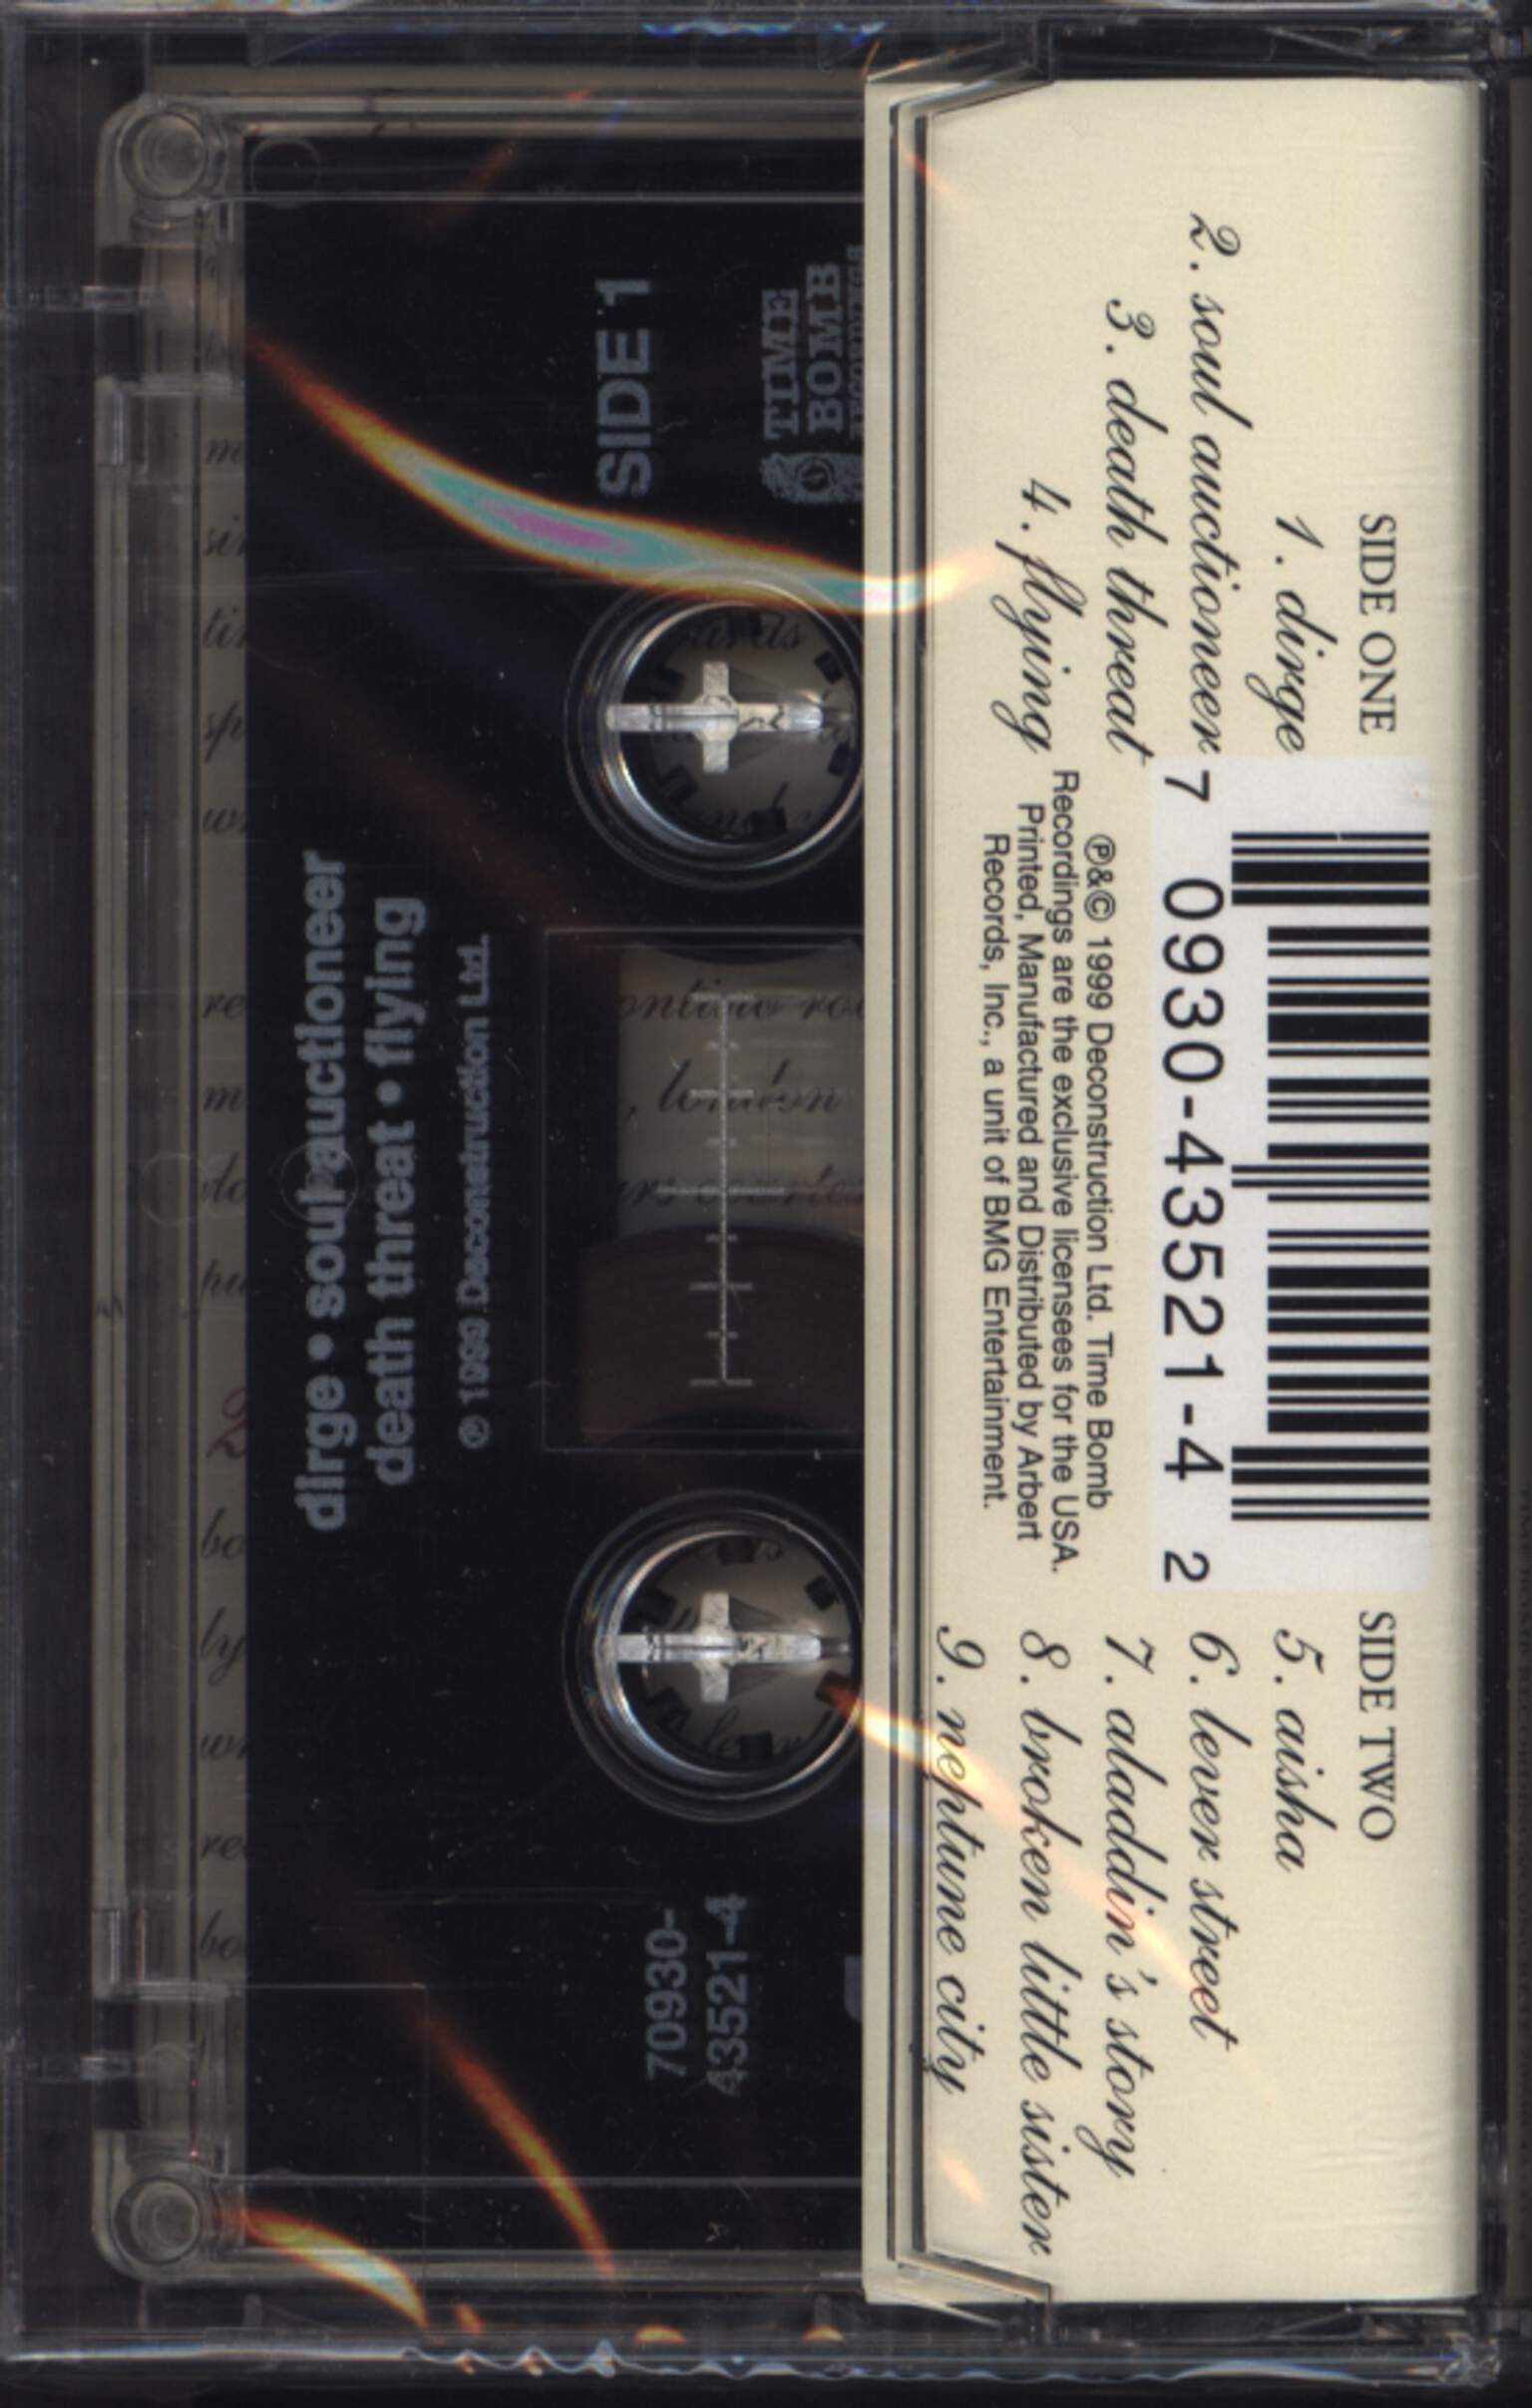 SIDE ONE
1. dirge
2. soul auctioneer
3. death threat
4. flying
7 0930-43521-4 2
℗&© 1999 Deconstruction Ltd. Time Bomb
Recordings are the exclusive licensees for the USA.
Printed, Manufactured and Distributed by Arbert
Records, Inc., a unit of BMG Entertainment.
SIDE TWO
5. aisha
6. lever street
7. aladdin's story
8. broken little sister
9. neptune city
TIME
BOMB
RECORDINGS
SIDE 1
70930-
43521-4
, london
℗ 1999 Deconstruction Ltd.
dirge • soul auctioneer
death threat • flying